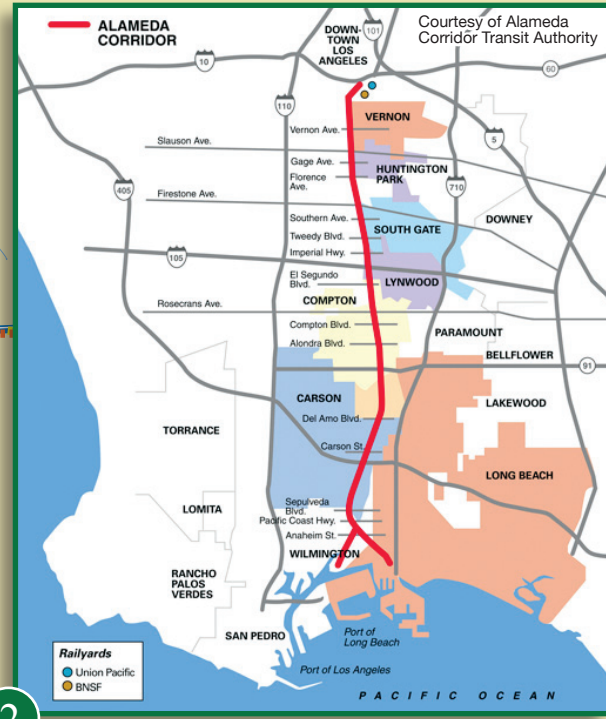 ALAMEDA
CORRIDOR
DOWN-
TOWN
LOS
ANGELES
101
Courtesy of Alameda
Corridor Transit Authority
10
60
110
5
VERNON
Vernon Ave.
Slauson Ave.
Gage Ave.
HUNTINGTON
PARK
Florence
Ave.
405
710
Firestone Ave.
Southern Ave.
SOUTH GATE
DOWNEY
Tweedy Blvd.
Imperial Hwy.
105
El Segundo
Blvd.
LYNWOOD
COMPTON
Rosecrans Ave.
Compton Blvd.
PARAMOUNT
Alondra Blvd.
BELLFLOWER
91
CARSON
LAKEWOOD
Del Amo Blvd.
TORRANCE
Carson St.
LONG BEACH
LOMITA
Sepulveda
Blvd.
Pacific Coast Hwy.
Anaheim St.
WILMINGTON
RANCHO
PALOS
VERDES
SAN PEDRO
Port of
Long Beach
Port of Los Angeles
Railyards
Union Pacific
BNSF
PACIFIC OCEAN
2